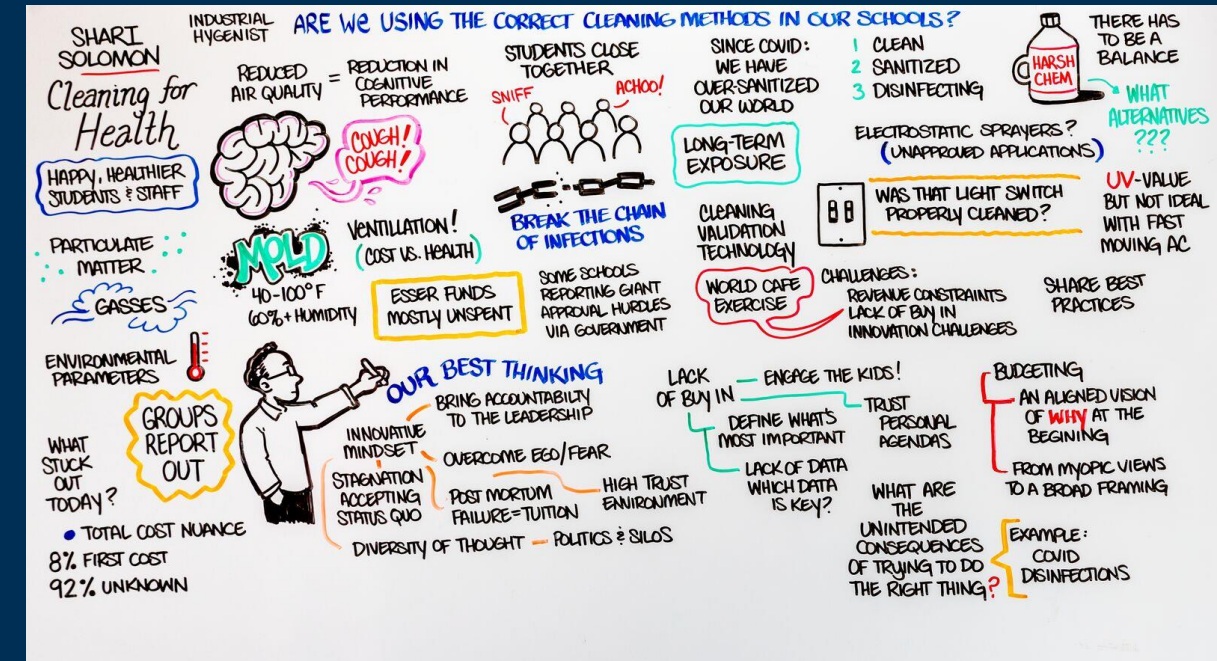 SHARI
SOLOMON
Cleaning for
Health
HAPPY, HEALTHIER
STUDENTS & STAFF
PARTICULATE
MATTER
GASSES
ENVIRONMENTAL
PARAMETERS
INDUSTRIAL
HYGENIST
ARE WE USING THE CORRECT CLEANING METHODS IN OUR SCHOOLS?
REDUCED
AIR QUALITY
=
REDUCTION IN
COGNITIVE
PERFORMANCE
COUGH!
COUGH!
MOLD
40-100°F
60%+ HUMIDITY
VENTILLATION!
(COST VS. HEALTH)
ESSER FUNDS
MOSTLY UNSPENT
STUDENTS CLOSE
TOGETHER
SNIFF
ACHOO!
BREAK THE CHAIN
OF INFECTIONS
SOME SCHOOLS
REPORTING GIANT
APPROVAL HURDLES
VIA GOVERNMENT
SINCE COVID:
WE HAVE
OVER-SANITIZED
OUR WORLD
LONG-TERM
EXPOSURE
CLEANING
VALIDATION
TECHNOLOGY
WORLD CAFE
EXERCISE
CHALLENGES:
REVENUE CONSTRAINTS
LACK OF BUY IN
INNOVATION CHALLENGES
1 CLEAN
2 SANITIZED
3 DISINFECTING
HARSH
CHEM
THERE HAS
TO BE A
BALANCE
WHAT
ALTERNATIVES
???
ELECTROSTATIC SPRAYERS?
(UNAPPROVED APPLICATIONS)
WAS THAT LIGHT SWITCH
PROPERLY CLEANED?
UV-VALUE
BUT NOT IDEAL
WITH FAST
MOVING AC
SHARE BEST
PRACTICES
GROUPS
REPORT
OUT
WHAT
STUCK
OUT
TODAY?
• TOTAL COST NUANCE
8% FIRST COST
92% UNKNOWN
OUR BEST THINKING
INNOVATIVE
MINDSET
BRING ACCOUNTABILTY
TO THE LEADERSHIP
OVERCOME EGO/FEAR
HIGH TRUST
ENVIRONMENT
POST MORTUM
FAILURE=TUITION
STAGNATION
ACCEPTING
STATUS QUO
DIVERSITY OF THOUGHT – POLITICS & SILOS
LACK
OF BUY IN
ENGAGE THE KIDS!
TRUST
PERSONAL
AGENDAS
DEFINE WHAT'S
MOST IMPORTANT
LACK OF DATA
WHICH DATA
IS KEY?
BUDGETING
AN ALIGNED VISION
OF WHY AT THE
BEGINING
FROM MYOPIC VIEWS
TO A BROAD FRAMING
WHAT ARE
THE
UNINTENDED
CONSEQUENCES
OF TRYING TO DO
THE RIGHT THING?
EXAMPLE:
COVID
DISINFECTIONS